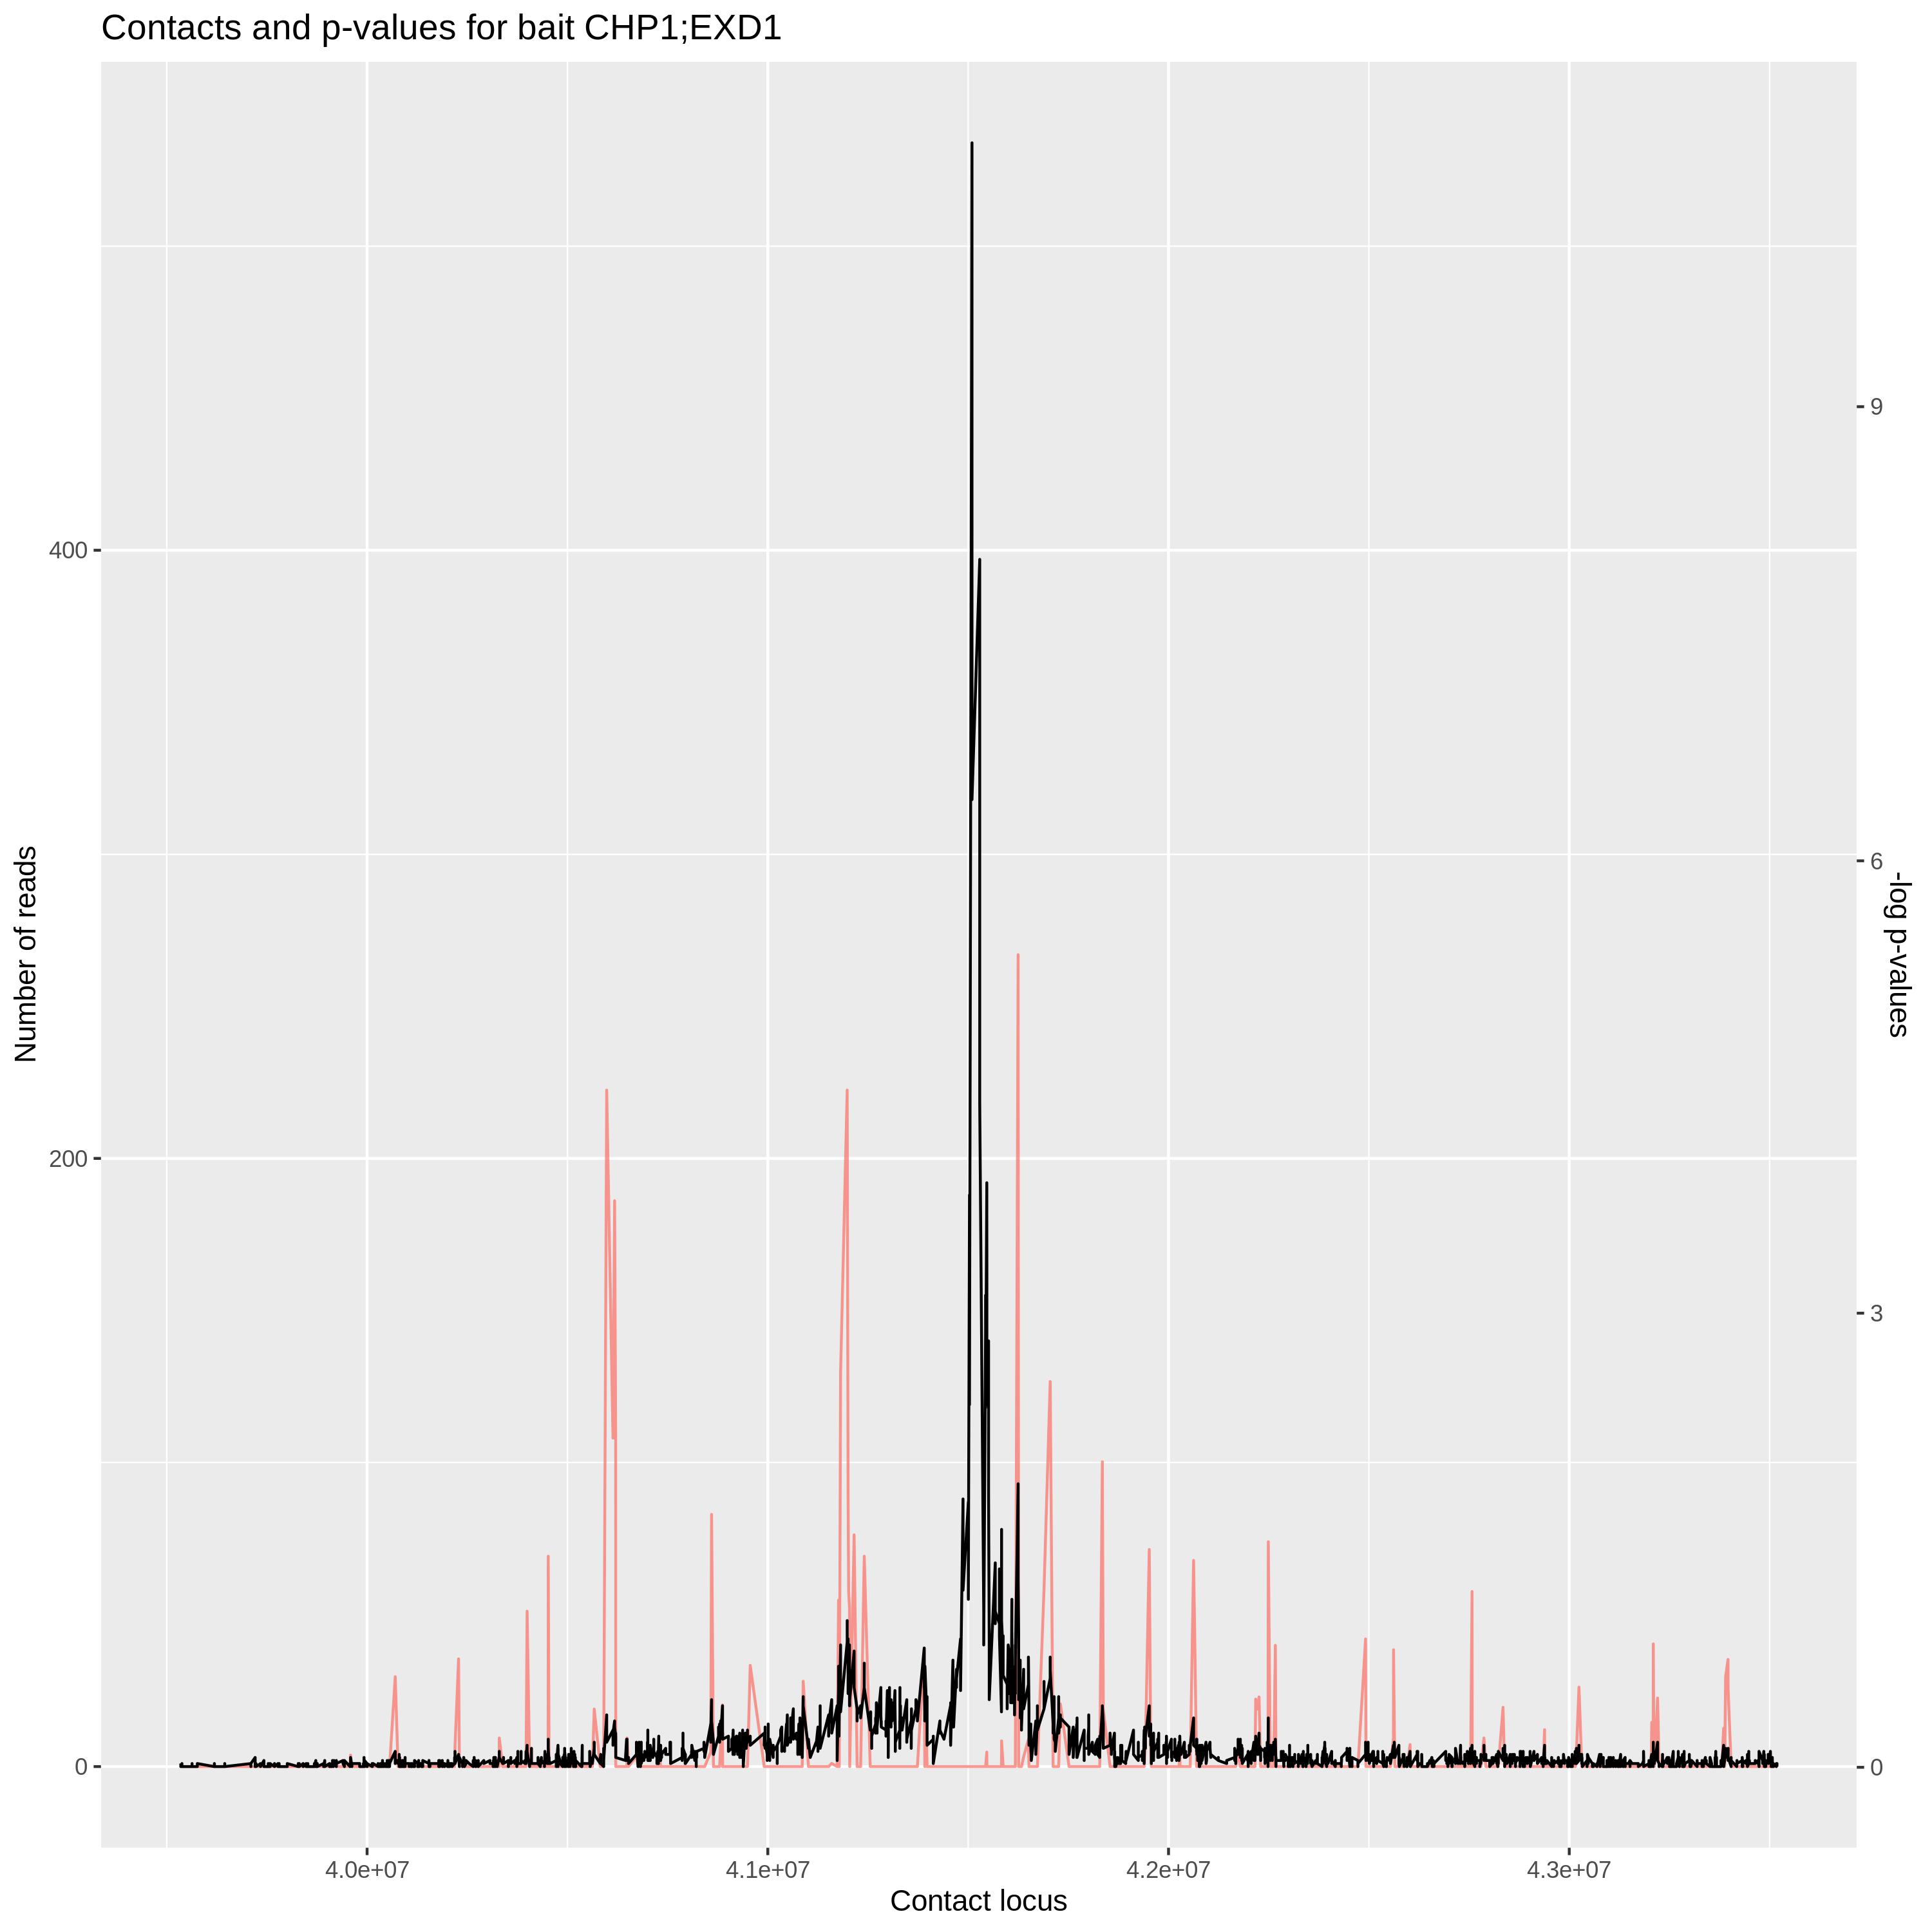 Contacts and p-values for bait CHP1;EXD1
Number of reads
400
200
0
9
6
3
0
-log p-values
4.0e+07
4.1e+07
4.2e+07
4.3e+07
Contact locus